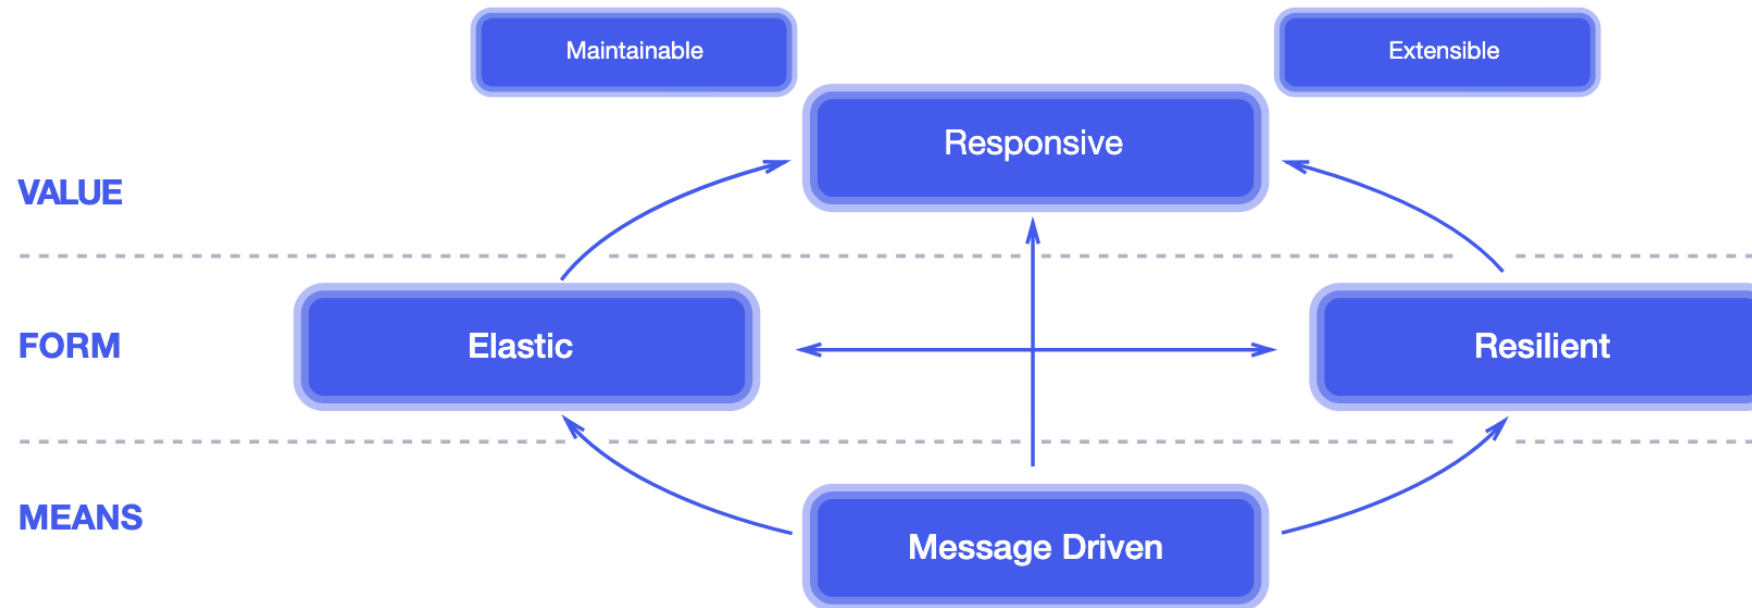 Maintainable
Extensible
Responsive
VALUE
FORM
Elastic
Resilient
MEANS
Message Driven